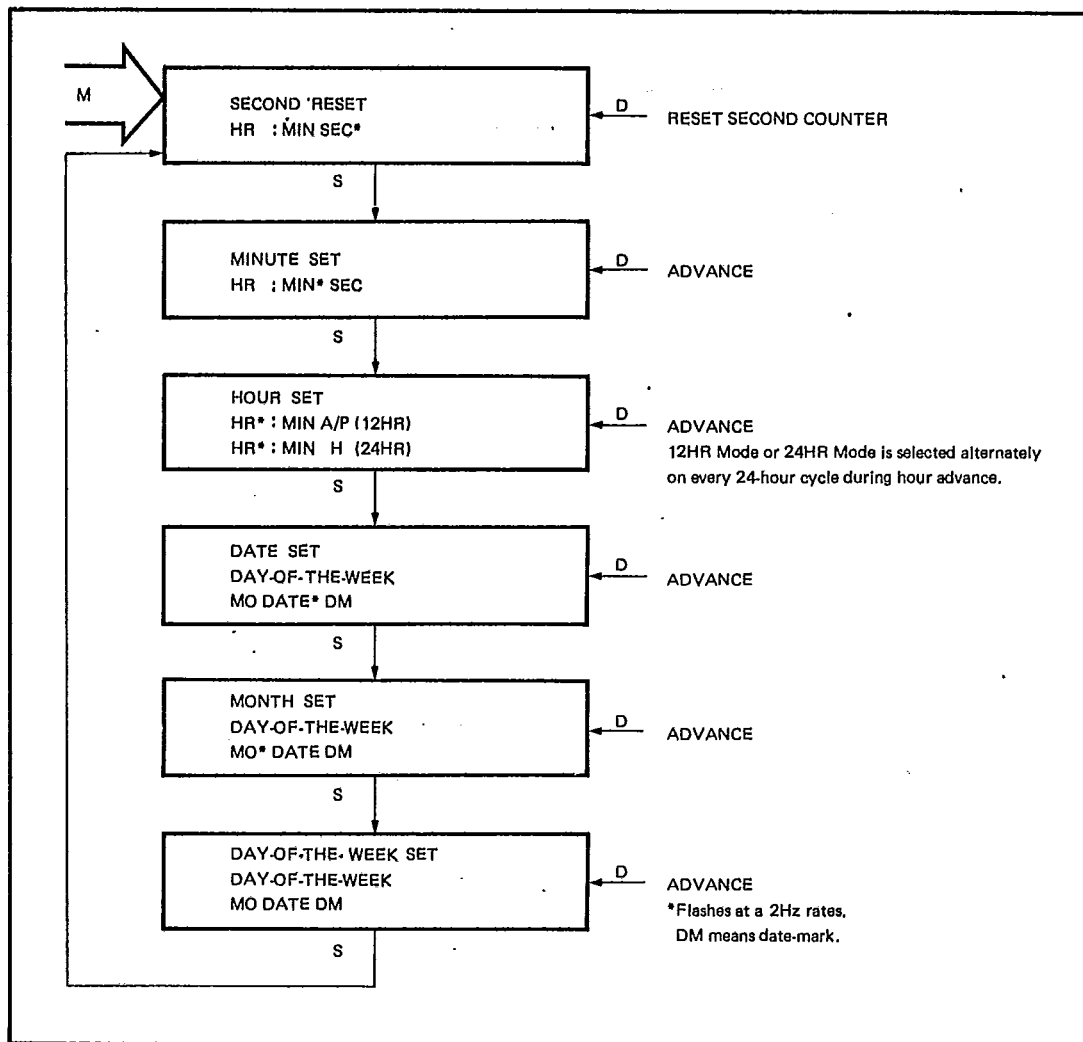 M
SECOND 'RESET
HR : MIN SEC*
D
RESET SECOND COUNTER
S
MINUTE SET
HR : MIN* SEC
D
ADVANCE
S
HOUR SET
HR* : MIN A/P (12HR)
HR* : MIN H (24HR)
D
ADVANCE
12HR Mode or 24HR Mode is selected alternately
on every 24-hour cycle during hour advance.
S
DATE SET
DAY-OF-THE-WEEK
MO DATE* DM
D
ADVANCE
S
MONTH SET
DAY-OF-THE-WEEK
MO* DATE DM
D
ADVANCE
S
DAY-OF-THE-WEEK SET
DAY-OF-THE-WEEK
MO DATE DM
D
ADVANCE
*Flashes at a 2Hz rates.
DM means date-mark.
S